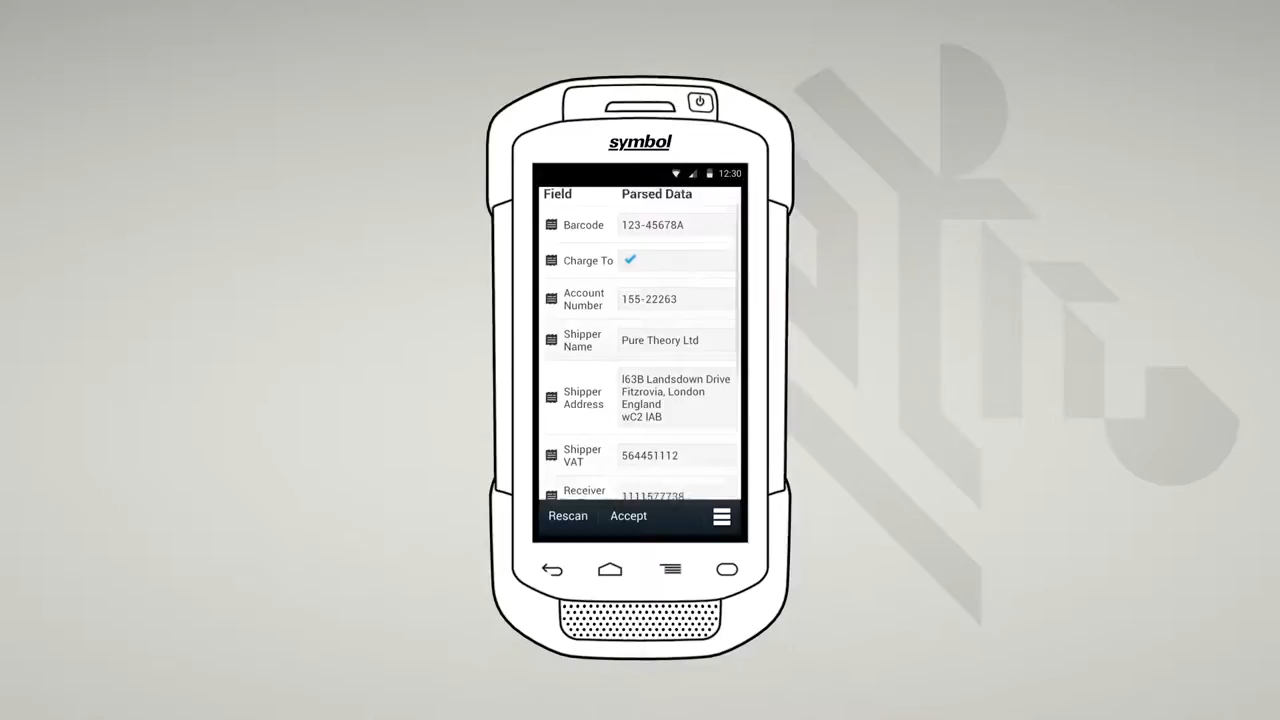 symbol
12:30
Field Parsed Data
Barcode 123-45678A
Charge To
Account
Number
155-22263
Shipper
Name
Pure Theory Ltd
Shipper
Address
l63B Landsdown Drive
Fitzrovia, London
England
wC2 lAB
Shipper
VAT
564451112
Receiver
1111577738
Rescan Accept